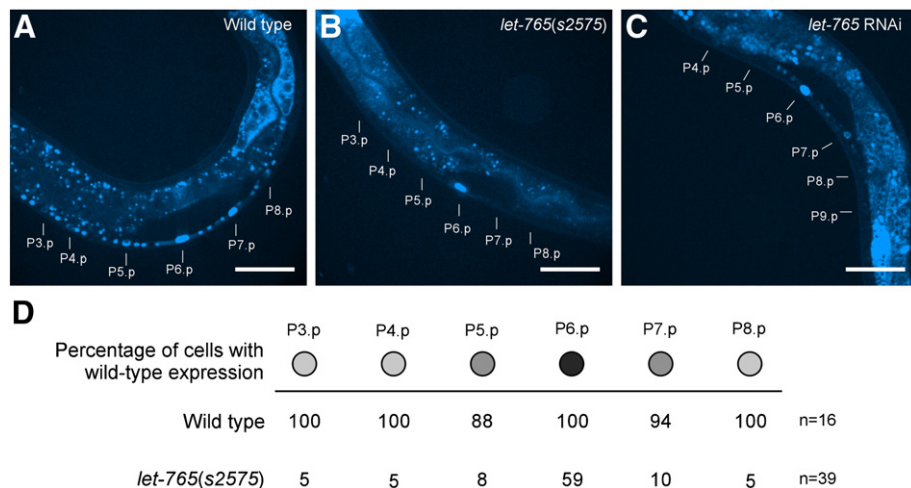 A Wild type
P3.p P4.p P5.p P6.p P7.p P8.p
B let-765(s2575)
P3.p P4.p P5.p P6.p P7.p P8.p
C let-765 RNAi
P4.p P5.p P6.p P7.p P8.p P9.p
D
P3.p P4.p P5.p P6.p P7.p P8.p
Percentage of cells with
wild-type expression
Wild type 100 100 88 100 94 100 n=16
let-765(s2575) 5 5 8 59 10 5 n=39